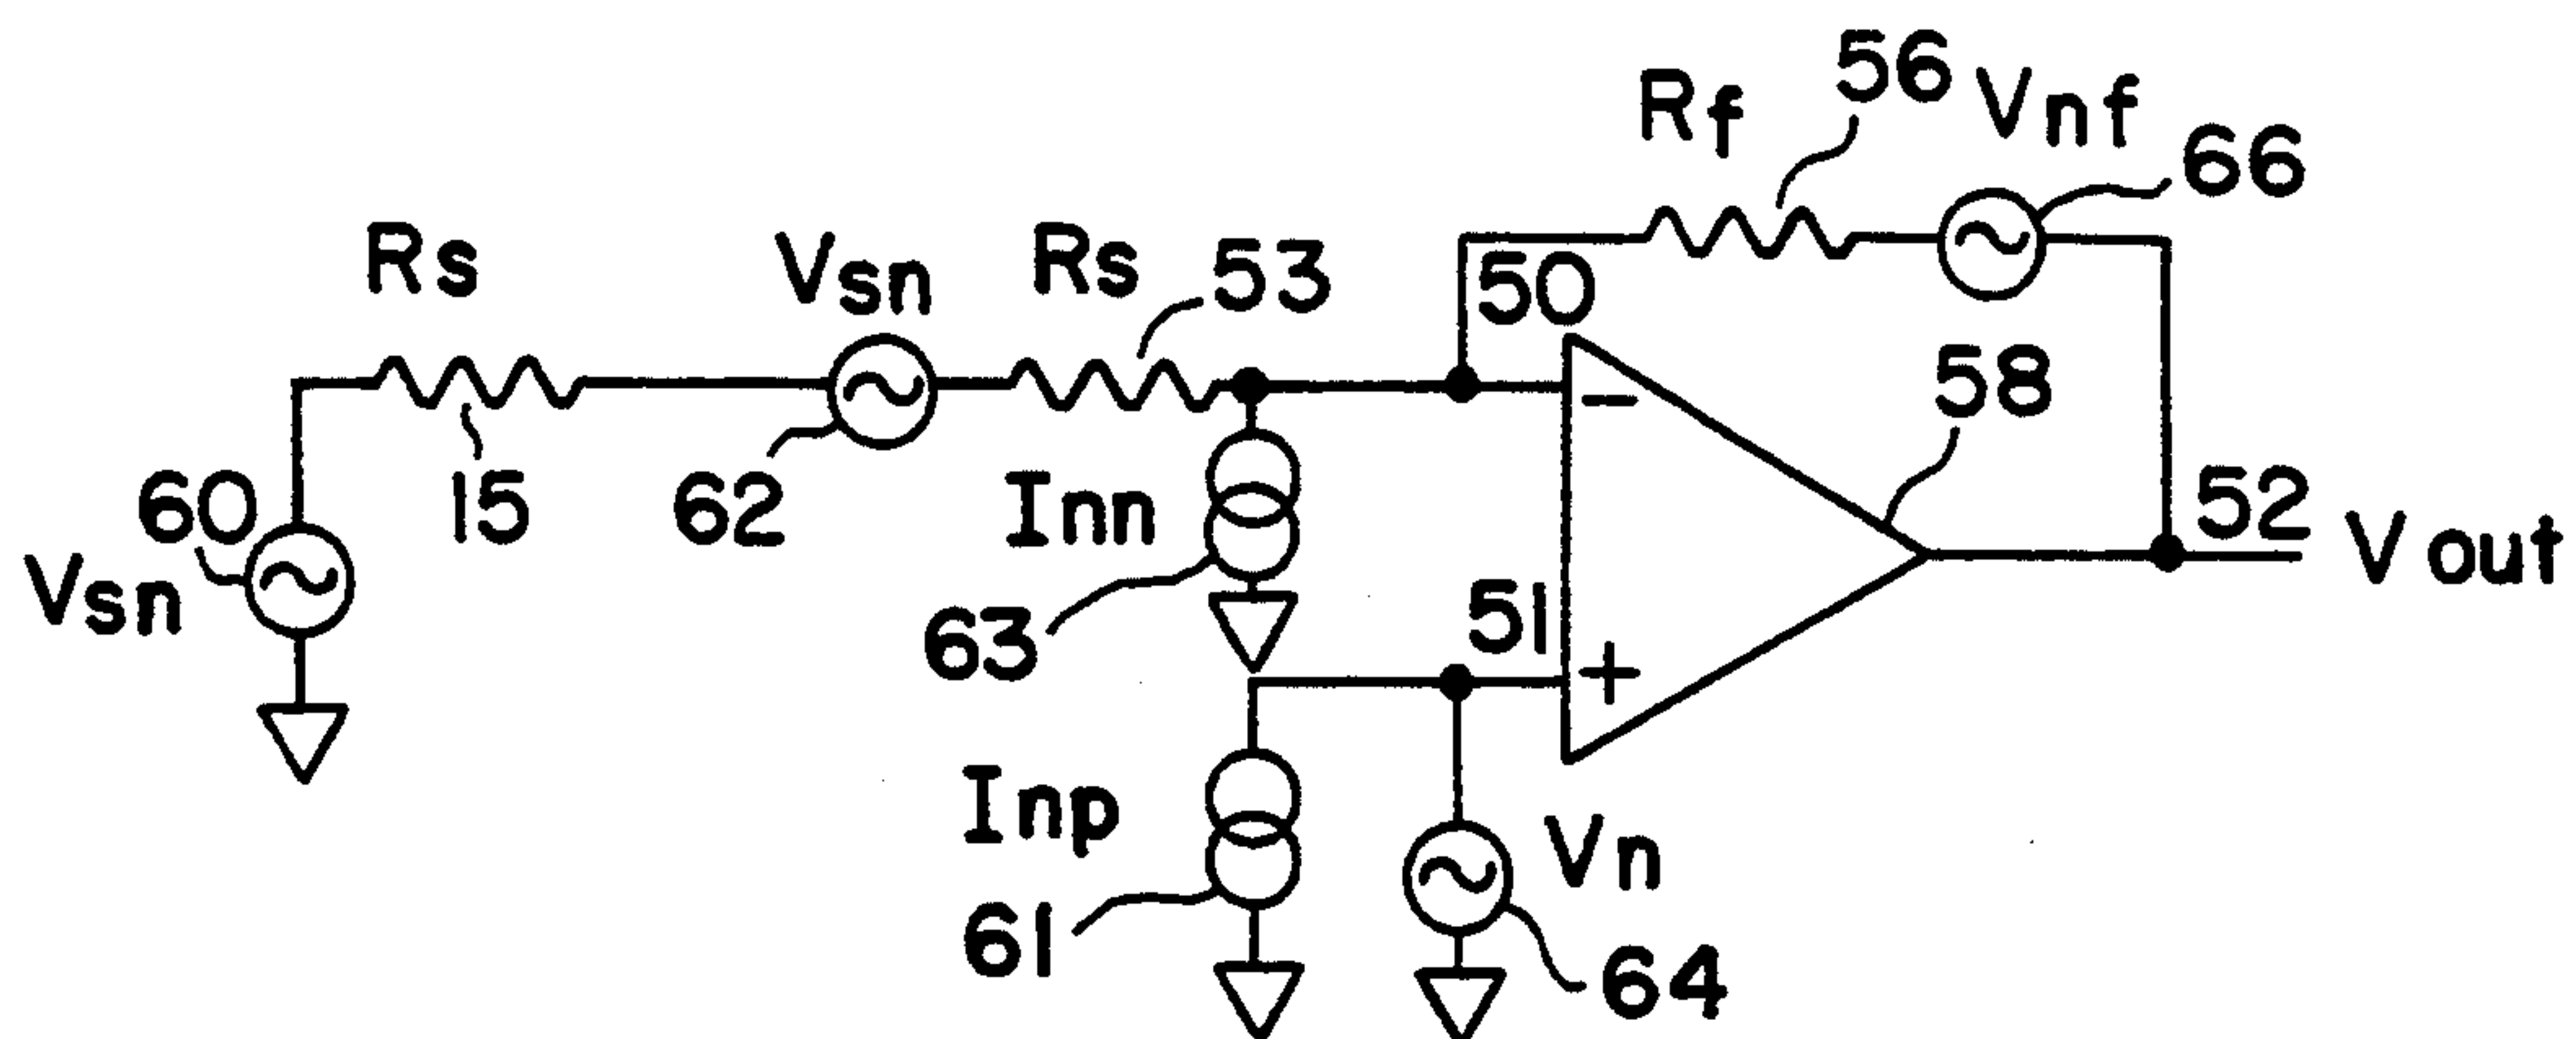 Rf 56 Vnf 66
Rs Vsn Rs 53 50
58
60 15 62 Inn 52 Vout
Vsn 63 51
-
+
Inp Vn
61 64